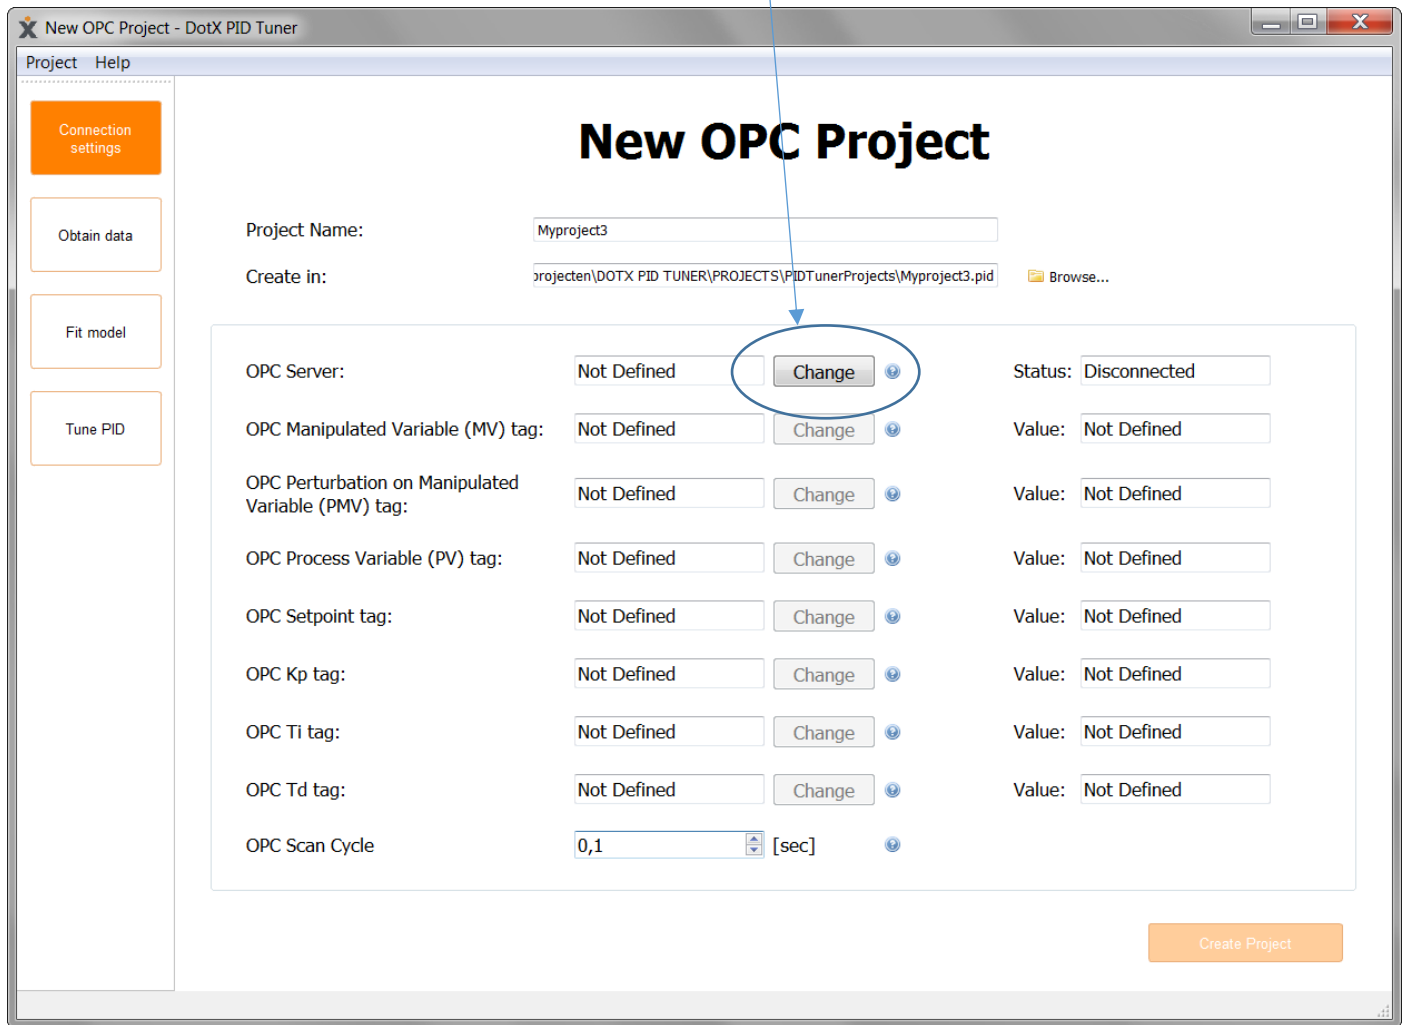 New OPC Project - DotX PID Tuner
Project Help
Connection
settings
Obtain data
Fit model
Tune PID
New OPC Project
Project Name: Myproject3
Create in: projecten\DOTX PID TUNER\PROJECTS\PIDTunerProjects\Myproject3.pid Browse...
OPC Server: Not Defined Change Status: Disconnected
OPC Manipulated Variable (MV) tag: Not Defined Change Value: Not Defined
OPC Perturbation on Manipulated
Variable (PMV) tag: Not Defined Change Value: Not Defined
OPC Process Variable (PV) tag: Not Defined Change Value: Not Defined
OPC Setpoint tag: Not Defined Change Value: Not Defined
OPC Kp tag: Not Defined Change Value: Not Defined
OPC Ti tag: Not Defined Change Value: Not Defined
OPC Td tag: Not Defined Change Value: Not Defined
OPC Scan Cycle 0,1 [sec]
Create Project